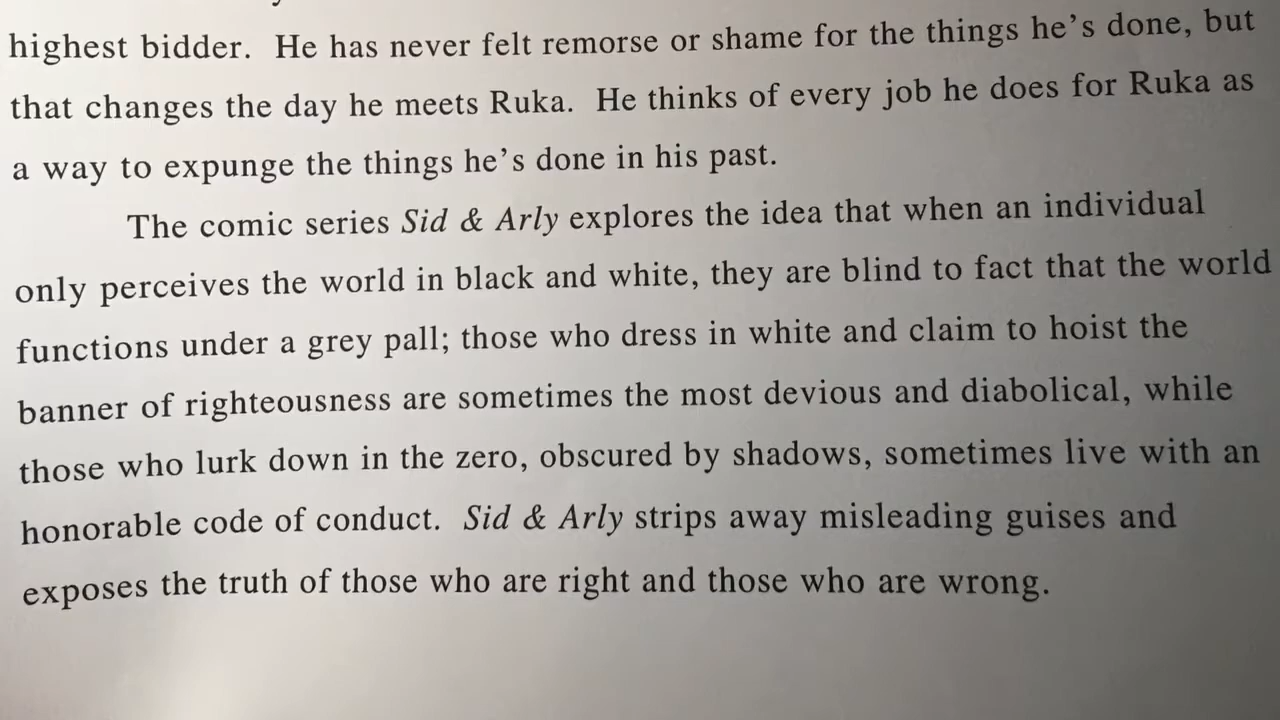 highest bidder.  He has never felt remorse or shame for the things he’s done, but
that changes the day he meets Ruka.  He thinks of every job he does for Ruka as
a way to expunge the things he’s done in his past.
The comic series Sid & Arly explores the idea that when an individual
only perceives the world in black and white, they are blind to fact that the world
functions under a grey pall; those who dress in white and claim to hoist the
banner of righteousness are sometimes the most devious and diabolical, while
those who lurk down in the zero, obscured by shadows, sometimes live with an
honorable code of conduct.  Sid & Arly strips away misleading guises and
exposes the truth of those who are right and those who are wrong.